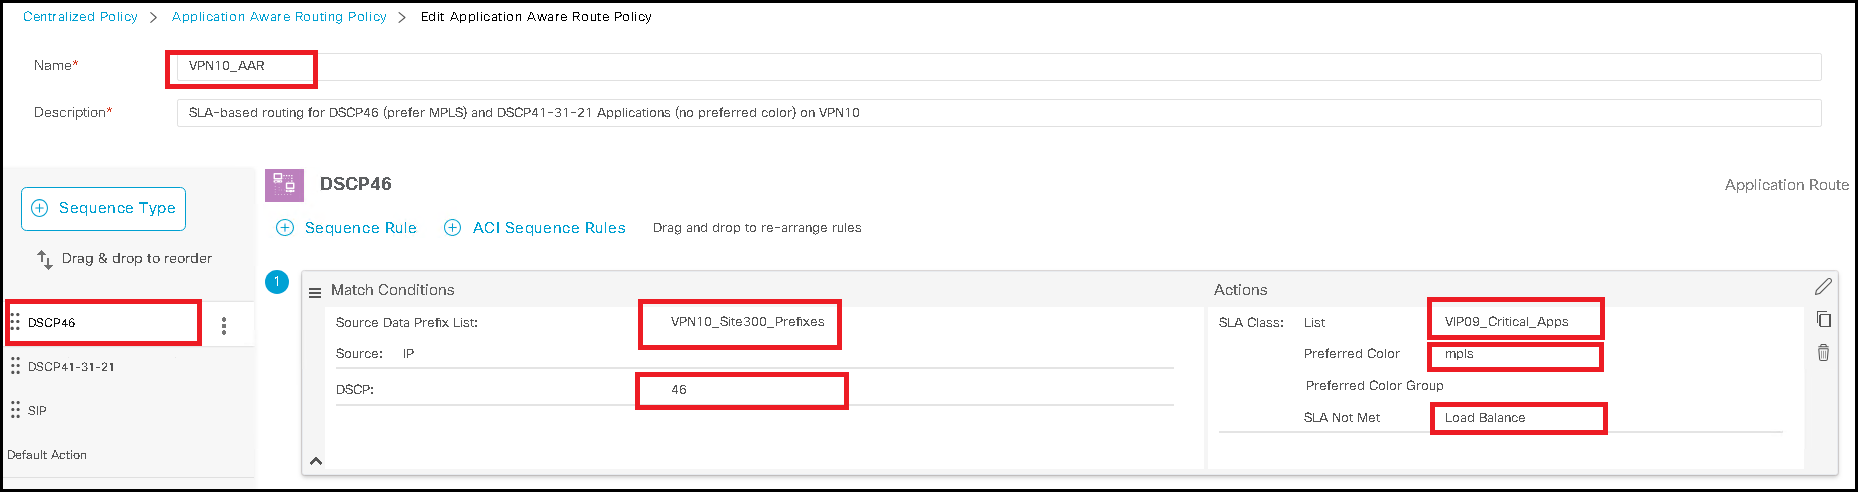 Centralized Policy > Application Aware Routing Policy > Edit Application Aware Route Policy
Name* VPN10_AAR
Description* SLA-based routing for DSCP46 (prefer MPLS) and DSCP41-31-21 Applications (no preferred color) on VPN10
Sequence Type
Drag & drop to reorder
DSCP46
DSCP41-31-21
SIP
Default Action
DSCP46
Application Route
Sequence Rule ACI Sequence Rules Drag and drop to re-arrange rules
1
Match Conditions
Source Data Prefix List: VPN10_Site300_Prefixes
Source: IP
DSCP: 46
Actions
SLA Class: List VIP09_Critical_Apps
Preferred Color mpls
Preferred Color Group
SLA Not Met Load Balance